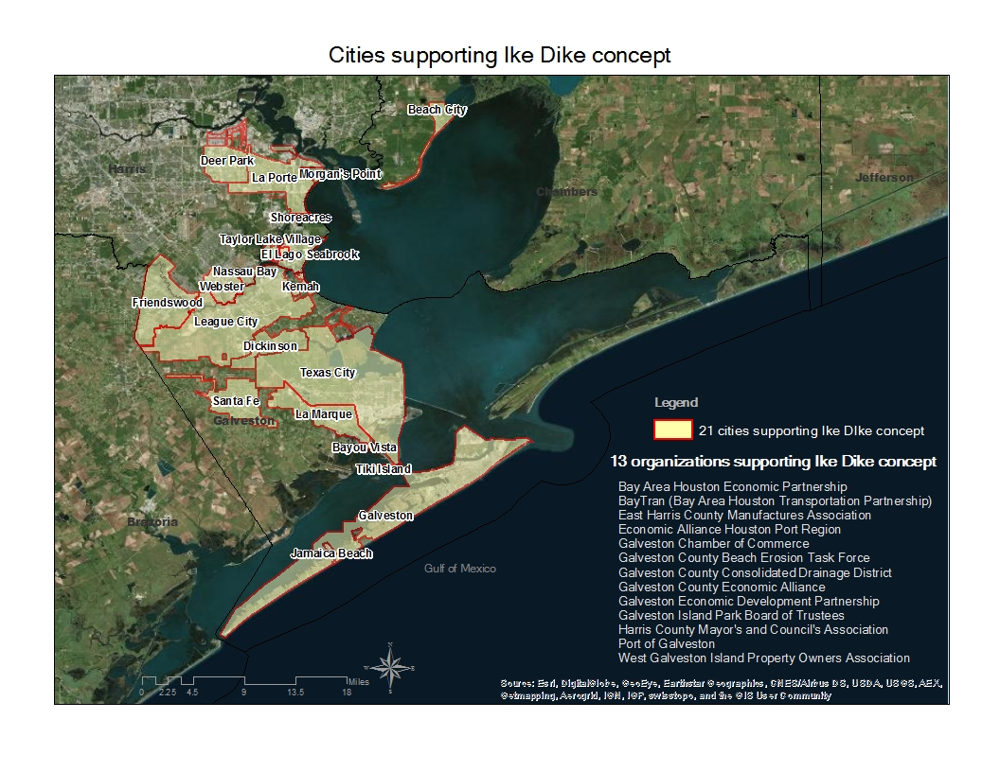 Cities supporting Ike Dike concept
Beach City
Harris
Deer Park
La Porte
Morgan's Point
Jefferson
Chambers
Shoreacres
Taylor Lake Village
El Lago Seabrook
Nassau Bay
Webster
Kemah
Friendswood
League City
Dickinson
Texas City
Santa Fe
Galveston
La Marque
Bayou Vista
Tiki Island
Galveston
Brazoria
Jamaica Beach
Gulf of Mexico
Legend
21 cities supporting Ike DIke concept
13 organizations supporting Ike Dike concept
Bay Area Houston Economic Partnership
BayTran (Bay Area Houston Transportation Partnership)
East Harris County Manufactures Association
Economic Alliance Houston Port Region
Galveston Chamber of Commerce
Galveston County Beach Erosion Task Force
Galveston County Consolidated Drainage District
Galveston County Economic Alliance
Galveston Economic Development Partnership
Galveston Island Park Board of Trustees
Harris County Mayor's and Council's Association
Port of Galveston
West Galveston Island Property Owners Association
N
W E
S
Miles
0 2.25 4.5 9 13.5 18
Source: Esri, DigitalGlobe, GeoEye, Earthstar Geographics, CNES/Airbus DS, USDA, USGS, AEX,
Getmapping, Aerogrid, IGN, IGP, swisstopo, and the GIS User Community